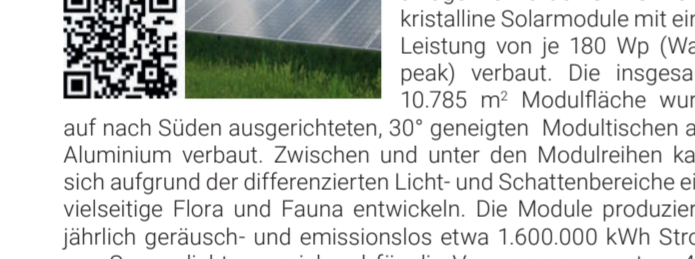 kristalline Solarmodule mit ein
Leistung von je 180 Wp (Wa
peak) verbaut. Die insgesa
10.785 m² Modulfläche wur
auf nach Süden ausgerichteten, 30° geneigten Modultischen a
Aluminium verbaut. Zwischen und unter den Modulreihen ka
sich aufgrund der differenzierten Licht- und Schattenbereiche ei
vielseitige Flora und Fauna entwickeln. Die Module produzier
jährlich geräusch- und emissionslos etwa 1.600.000 kWh Stro